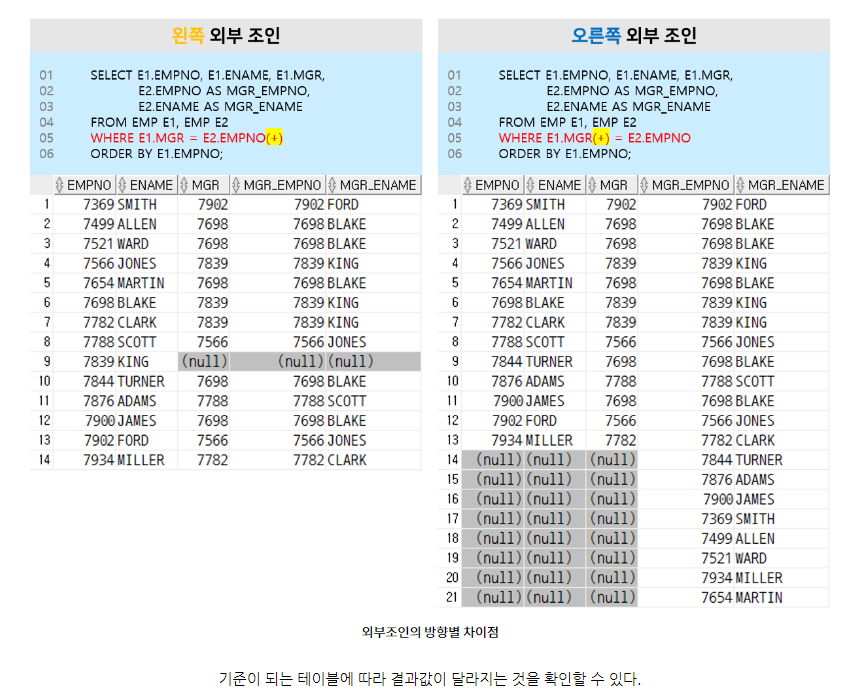 왼쪽 외부 조인
01 SELECT E1.EMPNO, E1.ENAME, E1.MGR,
02 E2.EMPNO AS MGR_EMPNO,
03 E2.ENAME AS MGR_ENAME
04 FROM EMP E1, EMP E2
05 WHERE E1.MGR = E2.EMPNO(+)
06 ORDER BY E1.EMPNO;
EMPNO ENAME MGR MGR_EMPNO MGR_ENAME
1 7369 SMITH 7902 7902 FORD
2 7499 ALLEN 7698 7698 BLAKE
3 7521 WARD 7698 7698 BLAKE
4 7566 JONES 7839 7839 KING
5 7654 MARTIN 7698 7698 BLAKE
6 7698 BLAKE 7839 7839 KING
7 7782 CLARK 7839 7839 KING
8 7788 SCOTT 7566 7566 JONES
9 7839 KING (null) (null) (null)
10 7844 TURNER 7698 7698 BLAKE
11 7876 ADAMS 7788 7788 SCOTT
12 7900 JAMES 7698 7698 BLAKE
13 7902 FORD 7566 7566 JONES
14 7934 MILLER 7782 7782 CLARK
오른쪽 외부 조인
01 SELECT E1.EMPNO, E1.ENAME, E1.MGR,
02 E2.EMPNO AS MGR_EMPNO,
03 E2.ENAME AS MGR_ENAME
04 FROM EMP E1, EMP E2
05 WHERE E1.MGR(+) = E2.EMPNO
06 ORDER BY E1.EMPNO;
EMPNO ENAME MGR MGR_EMPNO MGR_ENAME
1 7369 SMITH 7902 7902 FORD
2 7499 ALLEN 7698 7698 BLAKE
3 7521 WARD 7698 7698 BLAKE
4 7566 JONES 7839 7839 KING
5 7654 MARTIN 7698 7698 BLAKE
6 7698 BLAKE 7839 7839 KING
7 7782 CLARK 7839 7839 KING
8 7788 SCOTT 7566 7566 JONES
9 7844 TURNER 7698 7698 BLAKE
10 7876 ADAMS 7788 7788 SCOTT
11 7900 JAMES 7698 7698 BLAKE
12 7902 FORD 7566 7566 JONES
13 7934 MILLER 7782 7782 CLARK
14 (null) (null) (null) 7844 TURNER
15 (null) (null) (null) 7876 ADAMS
16 (null) (null) (null) 7900 JAMES
17 (null) (null) (null) 7369 SMITH
18 (null) (null) (null) 7499 ALLEN
19 (null) (null) (null) 7521 WARD
20 (null) (null) (null) 7934 MILLER
21 (null) (null) (null) 7654 MARTIN
외부조인의 방향별 차이점
기준이 되는 테이블에 따라 결과값이 달라지는 것을 확인할 수 있다.